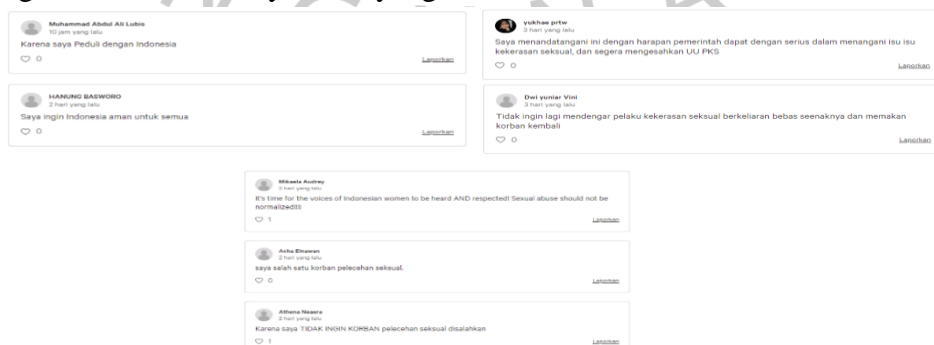 Muhammad Abdul Ali Lubis
10 jam yang lalu
Karena saya Peduli dengan Indonesia
0
Laporkan
HANUNG BASWORO
2 hari yang lalu
Saya ingin Indonesia aman untuk semua
0
Laporkan
yukhae prtw
3 hari yang lalu
Saya menandatangani ini dengan harapan pemerintah dapat dengan serius dalam menangani isu isu
kekerasan seksual, dan segera mengesahkan UU PKS
0
Laporkan
Dwi yuniar Vini
3 hari yang lalu
Tidak ingin lagi mendengar pelaku kekerasan seksual berkeliaran bebas seenaknya dan memakan
korban kembali
0
Laporkan
Mikaela Audrey
2 hari yang lalu
It's time for the voices of Indonesian women to be heard AND respected! Sexual abuse should not be
normalized!!!
1
Laporkan
2 hari yang lalu
saya salah satu korban pelecehan seksual.
0
Laporkan
Athena Neaera
2 hari yang lalu
Karena saya TIDAK INGIN KORBAN pelecehan seksual disalahkan
1
Laporkan